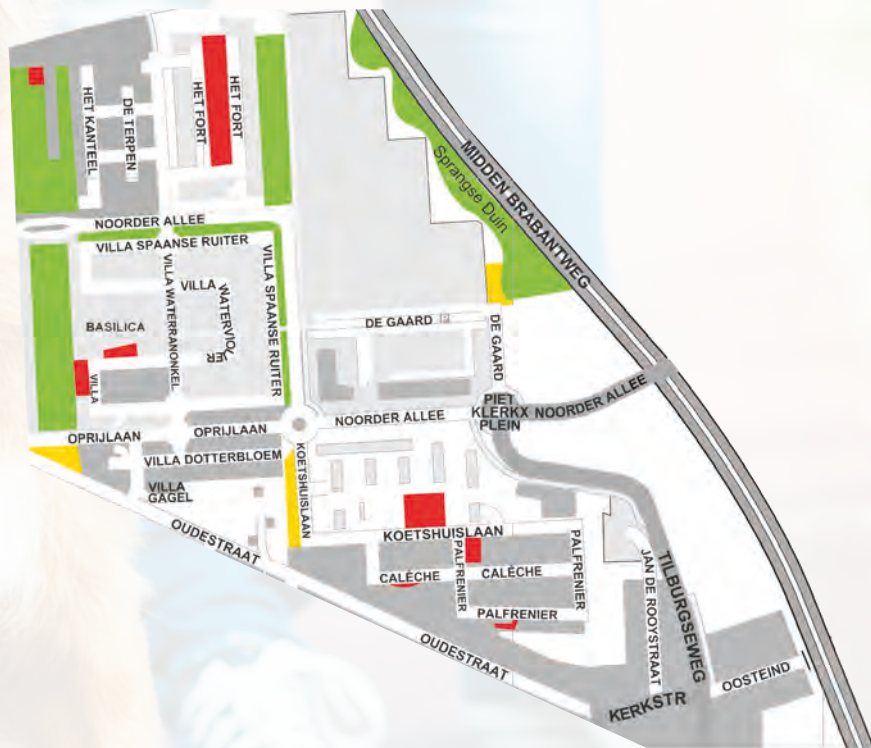 HET FORT
HET FORT
HET KANTEEL
DE TERPEN
MIDDEN BRABANTWEG
Sprangse Duin
NOORDER ALLEE
VILLA SPAANSE RUITER
VILLA WATERRANONKEL
VILLA
WATERVIOLIER
VILLA SPAANSE RUITER
BASILICA
VILLA
DE GAARD
DE GAARD
PIET
KLERKX
PLEIN
NOORDER ALLEE
NOORDER ALLEE
OPRIJLAAN
OPRIJLAAN
VILLA DOTTERBLOEM
KOETSHUISLAAN
VILLA
GAGEL
OUDESTRAAT
KOETSHUISLAAN
PALFRENIER
PALFRENIER
CALÈCHE
CALÈCHE
PALFRENIER
JAN DE ROOYSTRAAT
TILBURGSEWEG
OUDESTRAAT
OOSTEIND
KERKSTR